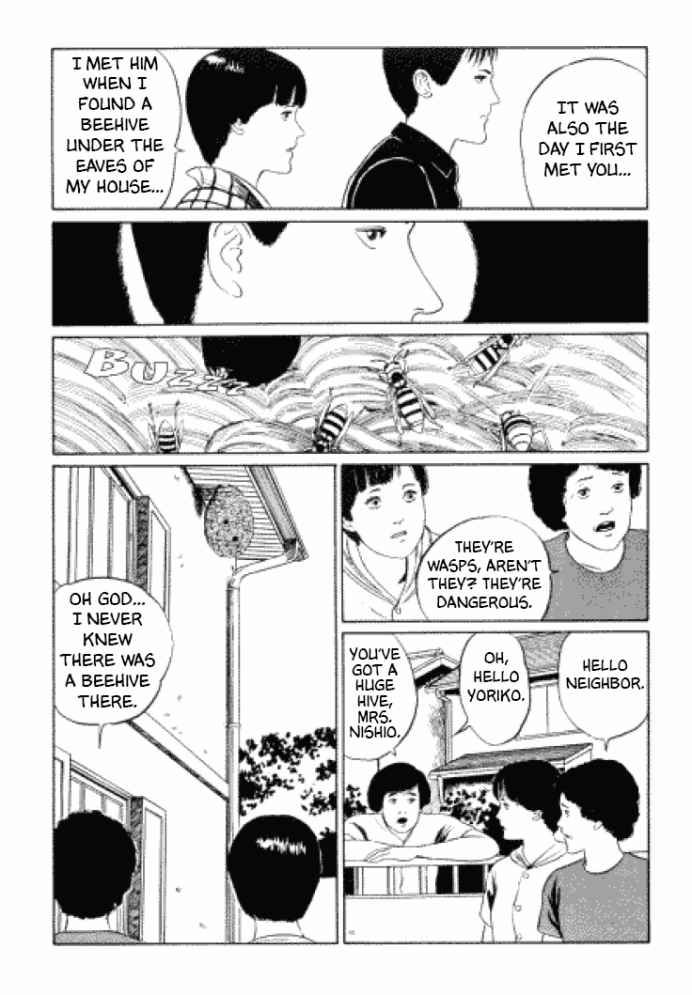 I MET HIM
WHEN I
FOUND A
BEEHIVE
UNDER THE
EAVES OF
MY HOUSE...
IT WAS
ALSO THE
DAY I FIRST
MET YOU...
BUZZZZ
OH GOD...
I NEVER
KNEW
THERE WAS
A BEEHIVE
THERE.
THEY'RE
WASPS, AREN'T
THEY? THEY'RE
DANGEROUS.
YOU'VE
GOT A
HUGE
HIVE,
MRS.
NISHIO.
OH,
HELLO
YORIKO.
HELLO
NEIGHBOR.